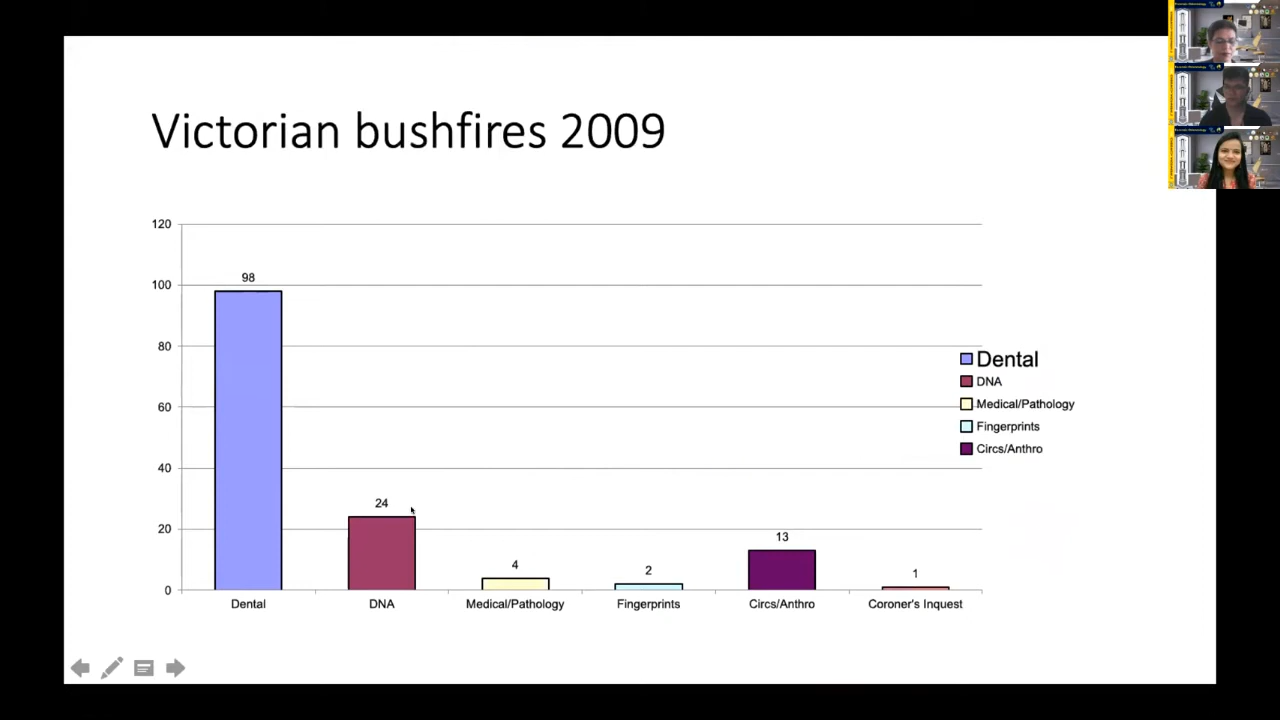 Victorian bushfires 2009
120
100
80
60
40
20
0
98
24
4
2
13
1
Dental
DNA
Medical/Pathology
Fingerprints
Circs/Anthro
Coroner's Inquest
Dental
DNA
Medical/Pathology
Fingerprints
Circs/Anthro